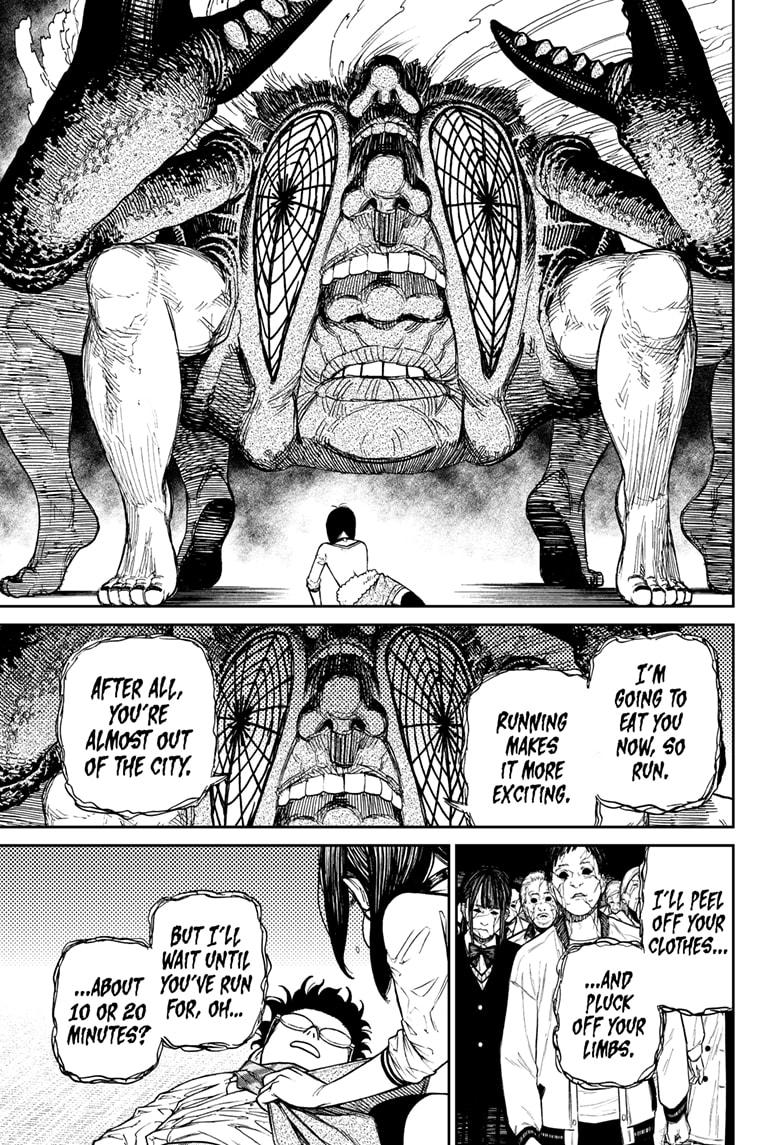 I'M
GOING TO
EAT YOU
NOW, SO
RUN.
RUNNING
MAKES
IT MORE
EXCITING.
AFTER ALL,
YOU'RE
ALMOST OUT
OF THE CITY.
I'LL PEEL
OFF YOUR
CLOTHES...
...AND
PLUCK
OFF YOUR
LIMBS.
BUT I'LL
WAIT UNTIL
YOU'VE RUN
FOR, OH...
...ABOUT
10 OR 20
MINUTES?